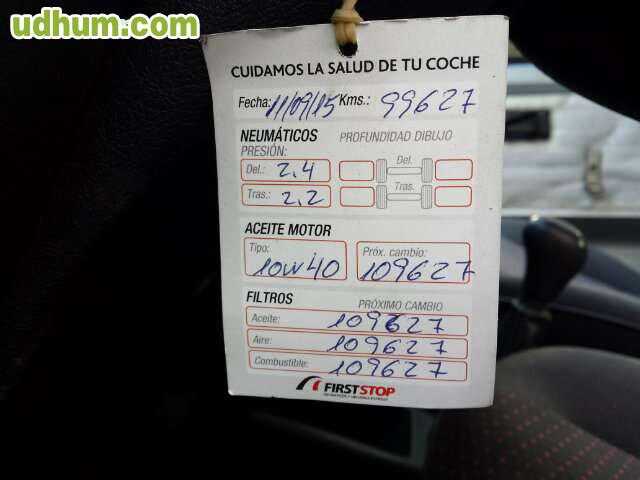 udhum.com
CUIDAMOS LA SALUD DE TU COCHE
Fecha: 11/09/15 Kms.: 99627
NEUMÁTICOS PROFUNDIDAD DIBUJO
PRESIÓN:
Del.: 2,4 Del.
Tras.: 2,2 Tras.
ACEITE MOTOR
Tipo: Próx. cambio:
10W40 109627
FILTROS PRÓXIMO CAMBIO
Aceite: 109627
Aire: 109627
Combustible: 109627
FIRSTSTOP